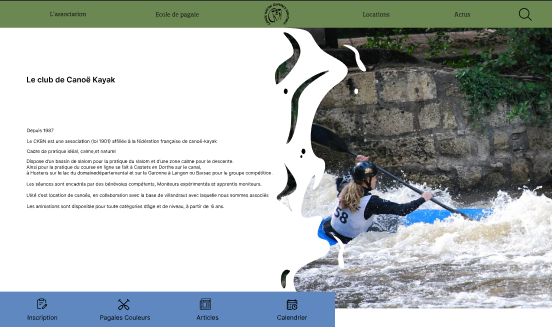 L'association
Ecole de pagaie
Locations
Actus
Le club de Canoë Kayak
Depuis 1987
Le CKBN est une association (loi 1901) affiliée à la fédération française de canoë-kayak
Cadre de pratique idéal, calme et naturel
Dispose d'un bassin de slalom pour la pratique du slalom et d'une zone calme pour la descente.
Ainsi pour la pratique du course en ligne se fait à Castets en Dorthe sur le canal,
à Hostens sur le lac du domaine départemental et sur la Garonne à Langon ou Barsac pour le groupe compétition.
Les séances sont encadrés par des bénévoles compétents, Moniteurs expérimentés et apprentis moniteurs.
L'été c'est location de canoës, en collaboration avec la base de vélorailles avec laquelle nous sommes associés
Les animations sont disponible pour toute catégories d'âge et de niveau, à partir de 6 ans.
58
Inscription
Pagaies Couleurs
Articles
Calendrier